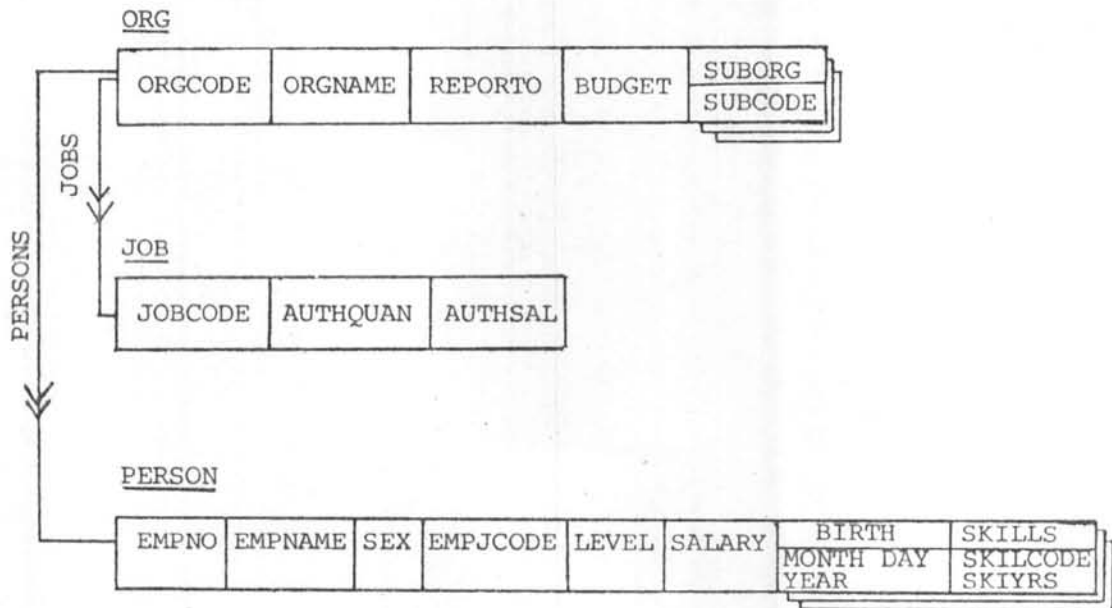 ORG
ORGCODE ORGNAME REPORTO BUDGET SUBORG
SUBCODE
JOBS
PERSONS
JOB
JOBCODE AUTHQUAN AUTHSAL
PERSON
EMPNO EMPNAME SEX EMPJCODE LEVEL SALARY BIRTH SKILLS
MONTH DAY SKILCODE
YEAR SKIYRS